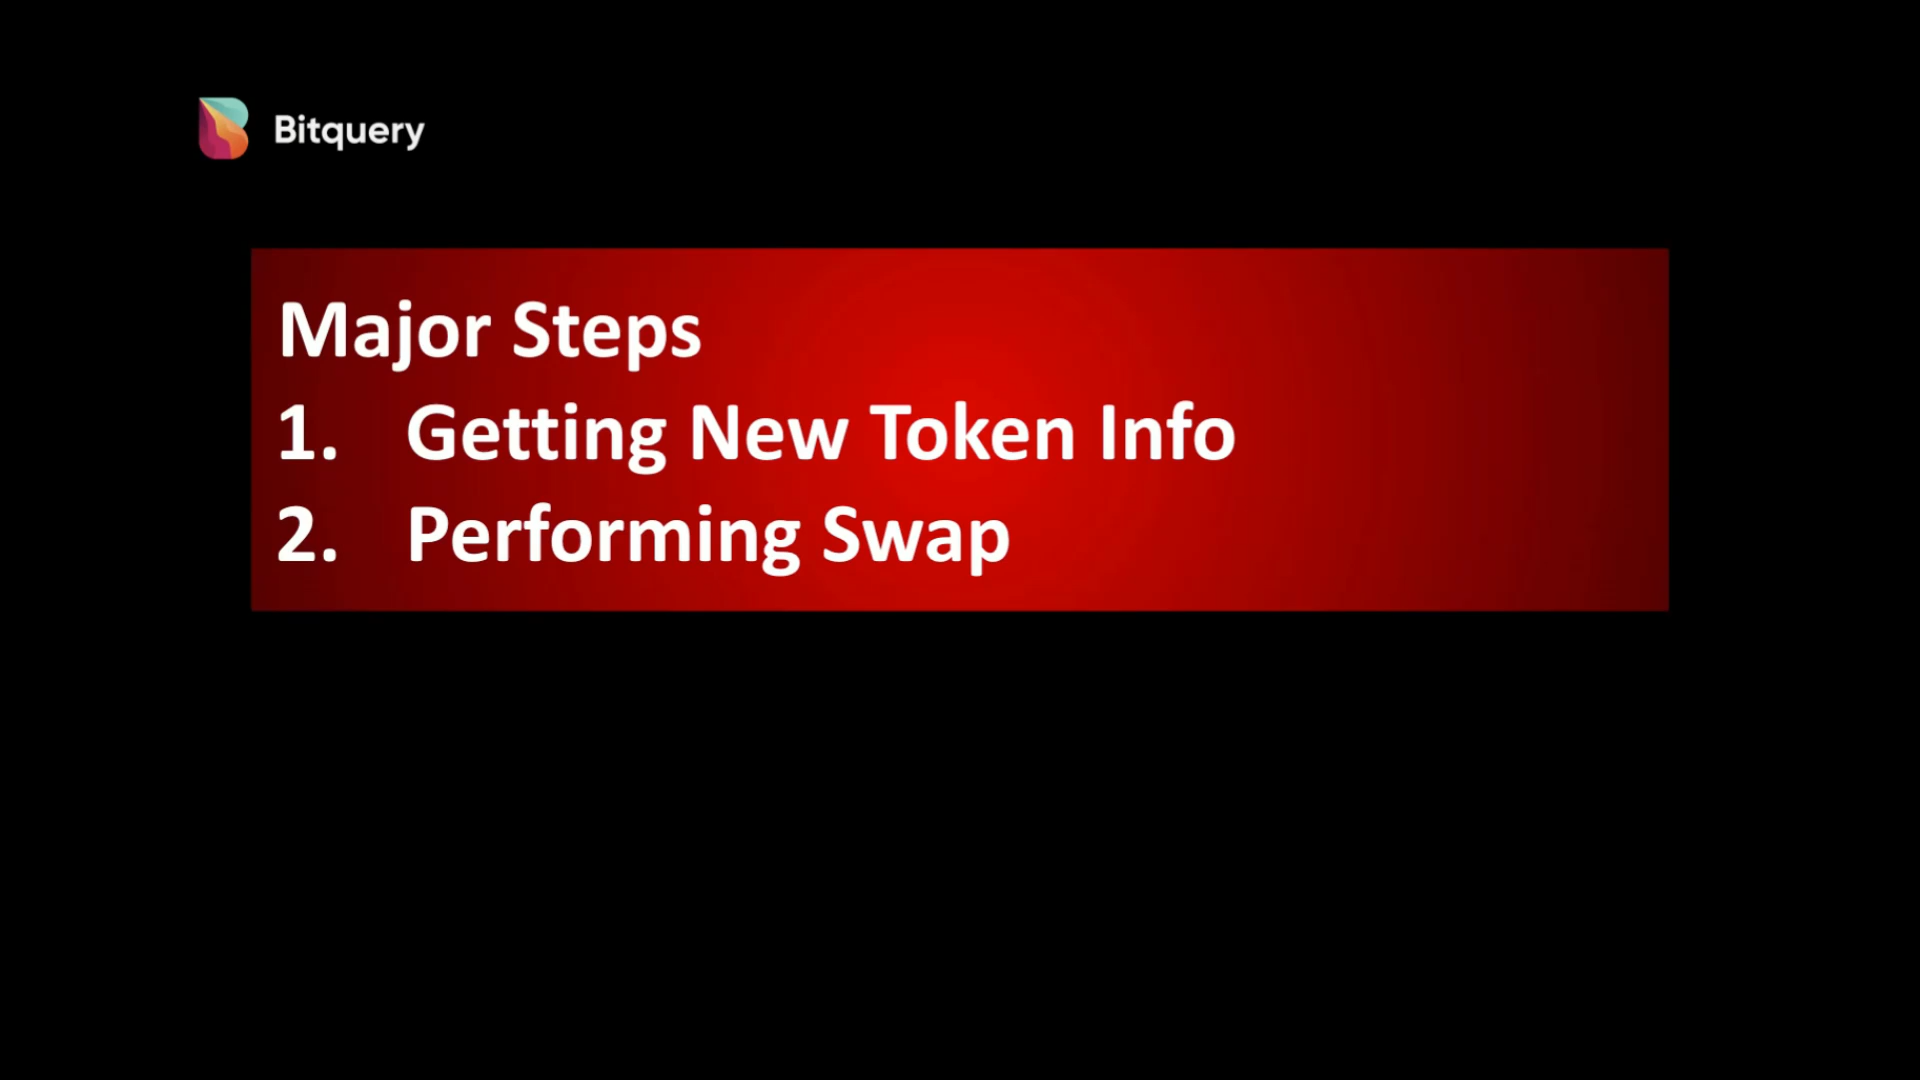 Bitquery
Major Steps
1. Getting New Token Info
2. Performing Swap